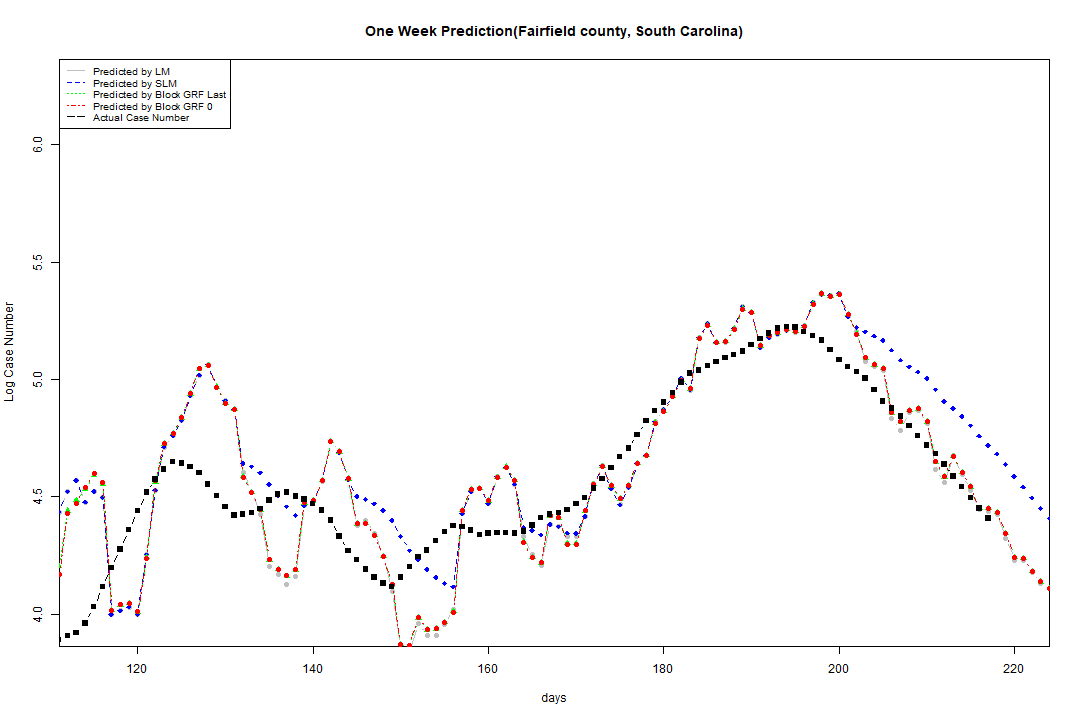 One Week Prediction(Fairfield county, South Carolina)
Predicted by LM
Predicted by SLM
Predicted by Block GRF Last
Predicted by Block GRF 0
Actual Case Number
Log Case Number
6.0
5.5
5.0
4.5
4.0
120 140 160 180 200 220
days